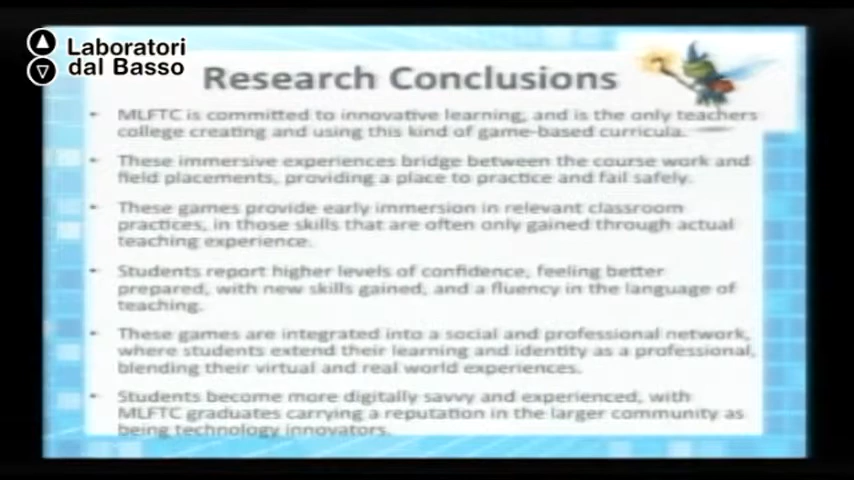 Laboratori
dal Basso
Research Conclusions
• MLFTC is committed to innovative learning, and is the only teachers
college creating and using this kind of game-based curricula.
• These immersive experiences bridge between the course work and
field placements, providing a place to practice and fail safely.
• These games provide early immersion in relevant classroom
practices, in those skills that are often only gained through actual
teaching experience.
• Students report higher levels of confidence, feeling better
prepared, with new skills gained, and a fluency in the language of
teaching.
• These games are integrated into a social and professional network,
where students extend their learning and identity as a professional,
blending their virtual and real world experiences.
• Students become more digitally savvy and experienced, with
MLFTC graduates carrying a reputation in the larger community as
being technology innovators.